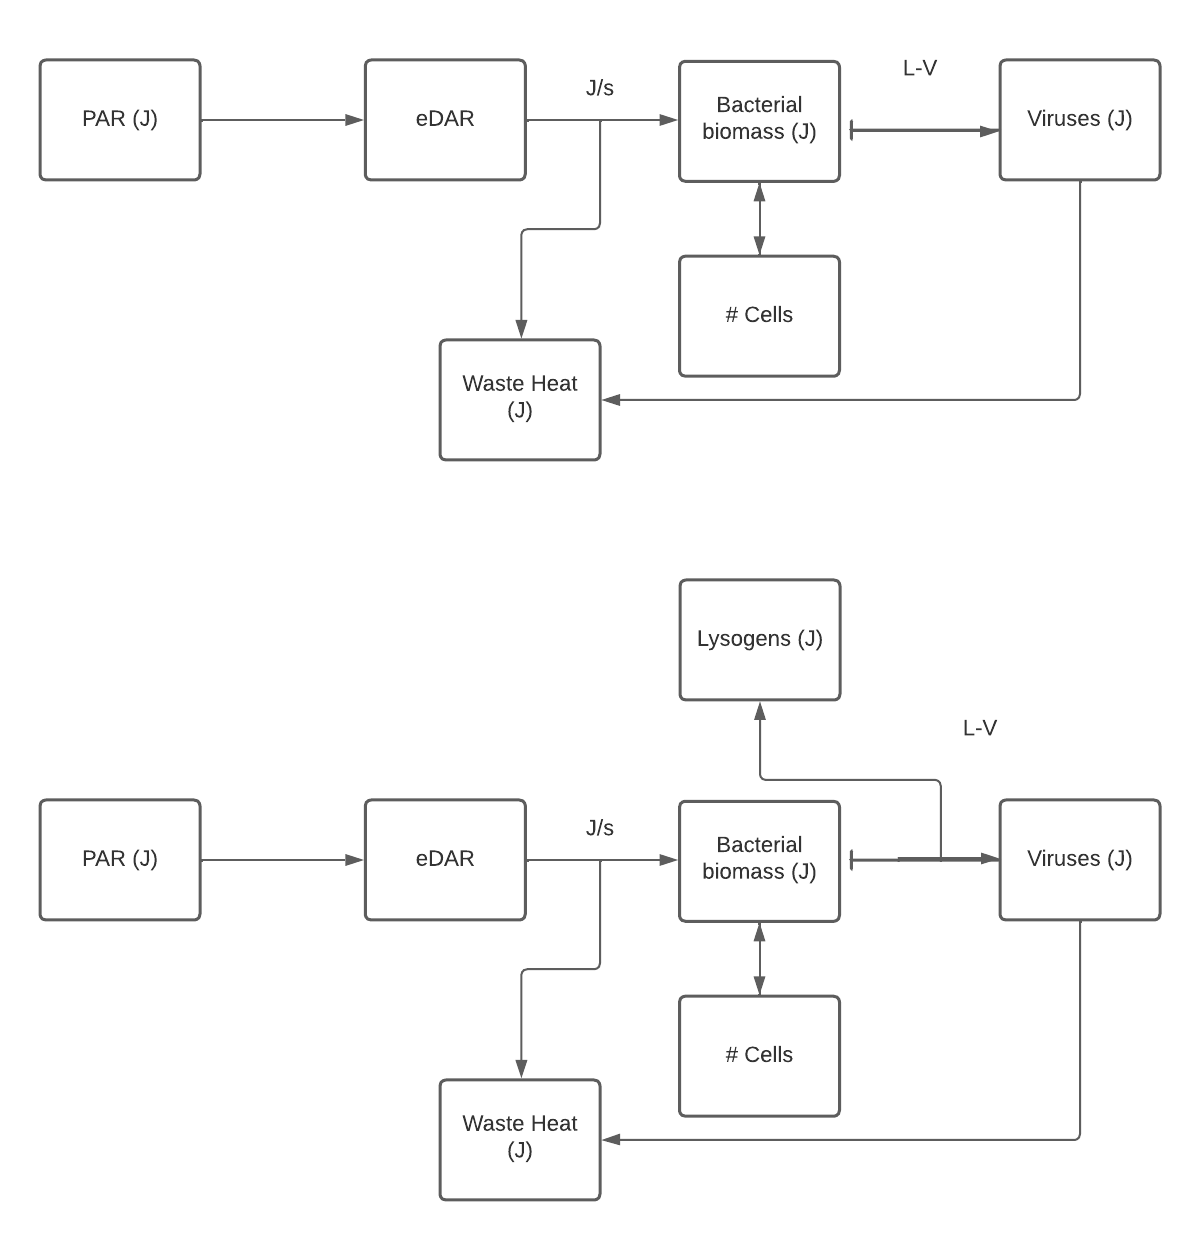 L-V
J/s
PAR (J)
eDAR
Bacterial
biomass (J)
Viruses (J)
# Cells
Waste Heat
(J)
Lysogens (J)
L-V
J/s
PAR (J)
eDAR
Bacterial
biomass (J)
Viruses (J)
# Cells
Waste Heat
(J)